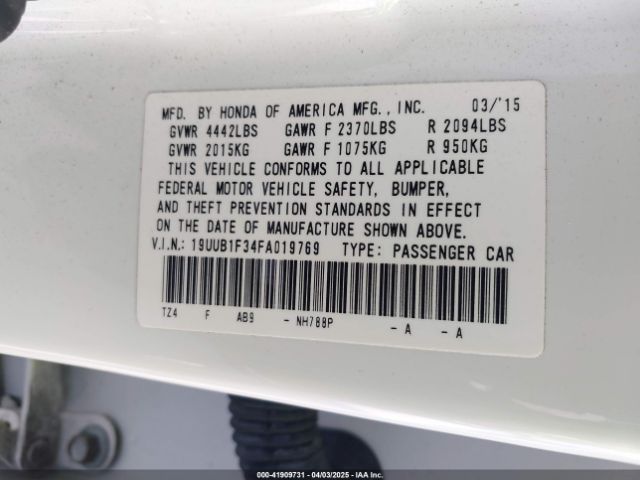 MFD. BY HONDA OF AMERICA MFG., INC. 03/'15
GVWR 4442LBS GAWR F 2370LBS R 2094LBS
GVWR 2015KG GAWR F 1075KG R 950KG
THIS VEHICLE CONFORMS TO ALL APPLICABLE
FEDERAL MOTOR VEHICLE SAFETY, BUMPER,
AND THEFT PREVENTION STANDARDS IN EFFECT
ON THE DATE OF MANUFACTURE SHOWN ABOVE.
V.I.N.: 19UUB1F34FA019769 TYPE: PASSENGER CAR
TZ4 F AB9 - NH788P - A - A
000-41909731 - 04/03/2025 - IAA Inc.